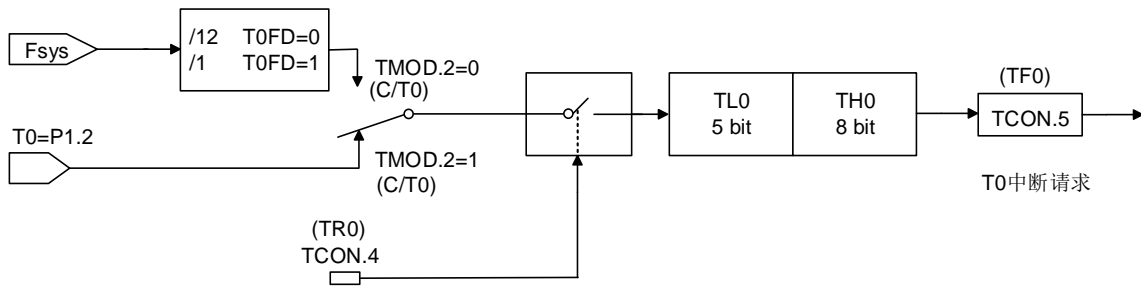 Fsys
/12 T0FD=0
/1 T0FD=1
TMOD.2=0
(C/T0)
T0=P1.2
TMOD.2=1
(C/T0)
(TR0)
TCON.4
TL0
5 bit
TH0
8 bit
(TF0)
TCON.5
T0中断请求